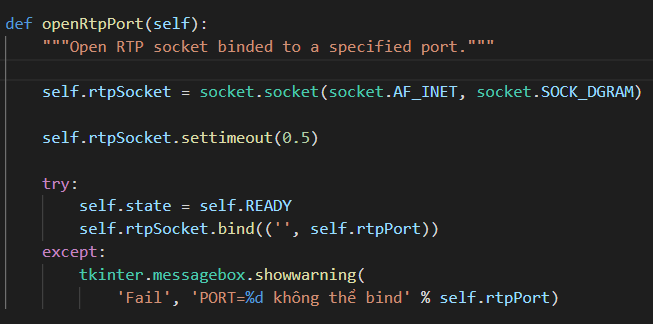 def openRtpPort(self):
"""Open RTP socket binded to a specified port."""
self.rtpSocket = socket.socket(socket.AF_INET, socket.SOCK_DGRAM)
self.rtpSocket.settimeout(0.5)
try:
self.state = self.READY
self.rtpSocket.bind(('', self.rtpPort))
except:
tkinter.messagebox.showwarning(
'Fail', 'PORT=%d không thể bind' % self.rtpPort)